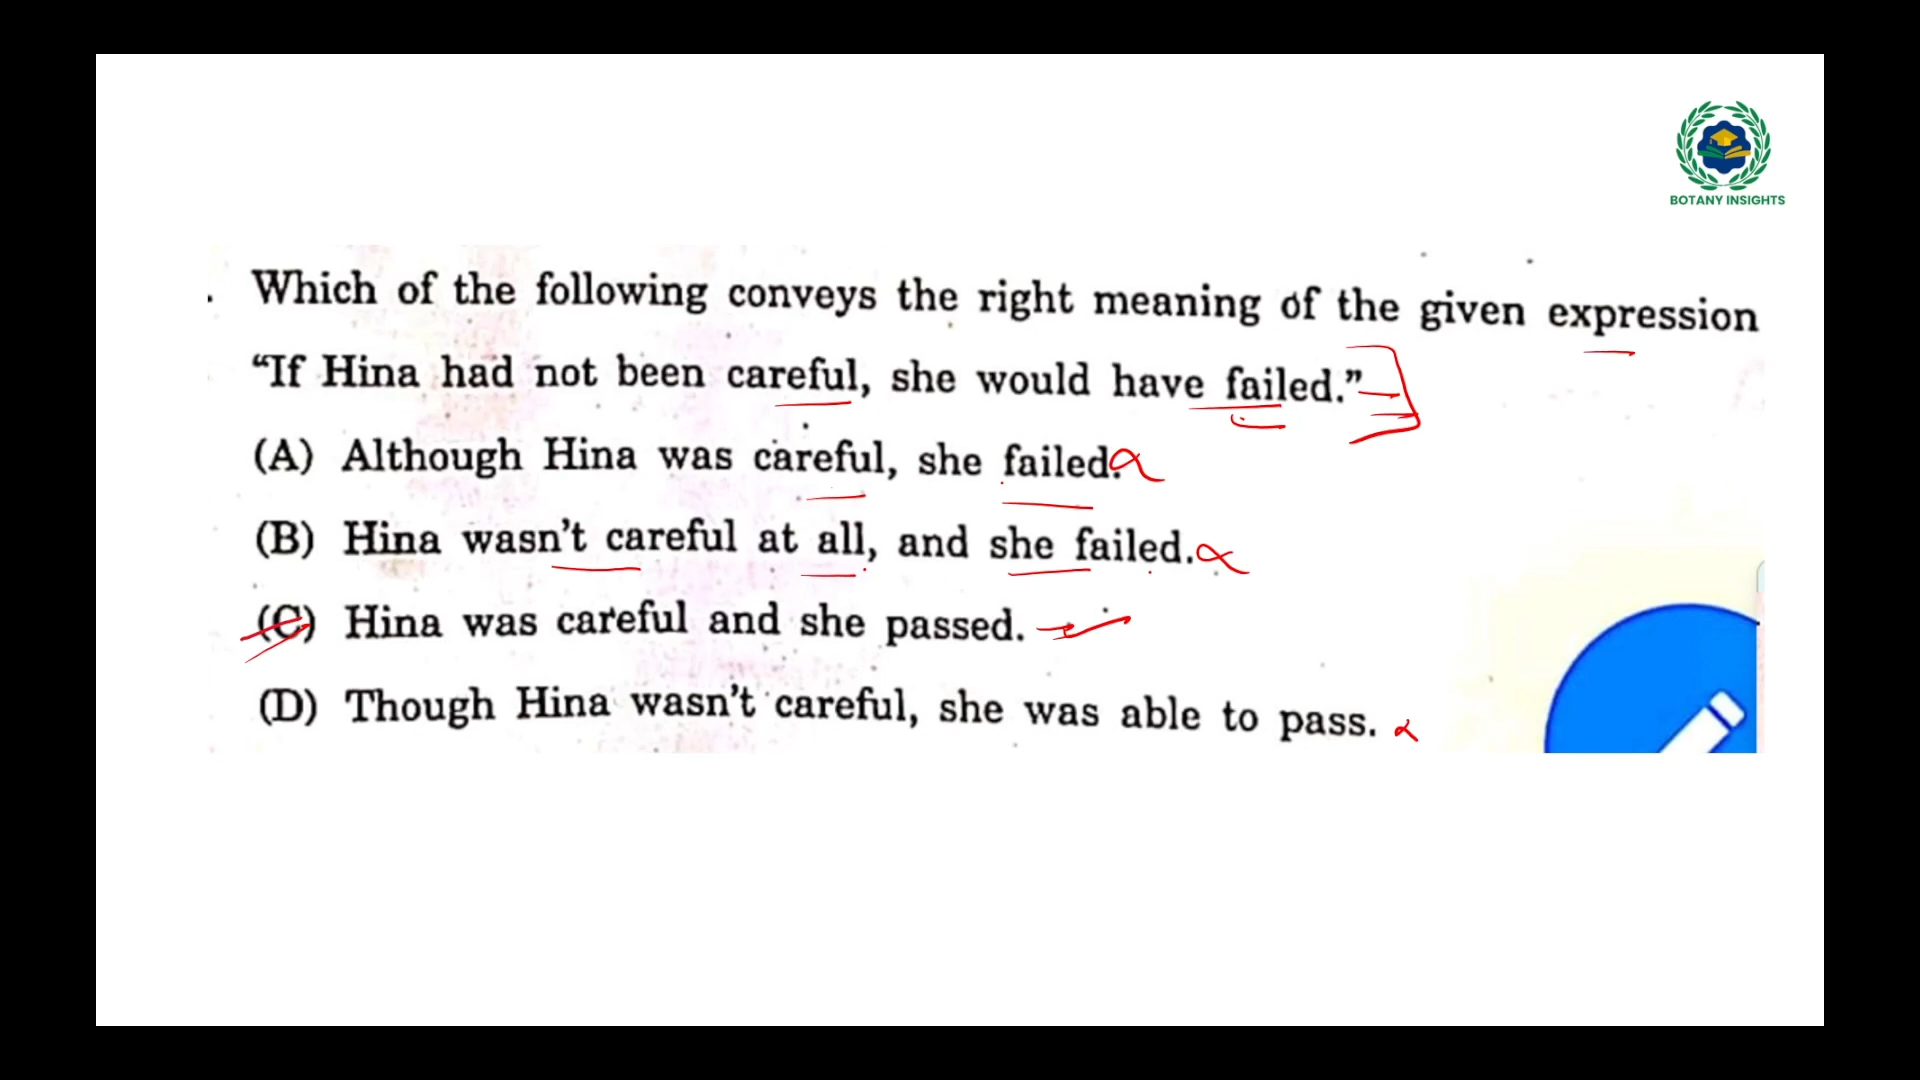 BOTANY INSIGHTS
. Which of the following conveys the right meaning of the given expression
“If Hina had not been careful, she would have failed.”
(A) Although Hina was careful, she failed.
(B) Hina wasn’t careful at all, and she failed.
(C) Hina was careful and she passed.
(D) Though Hina wasn’t careful, she was able to pass.